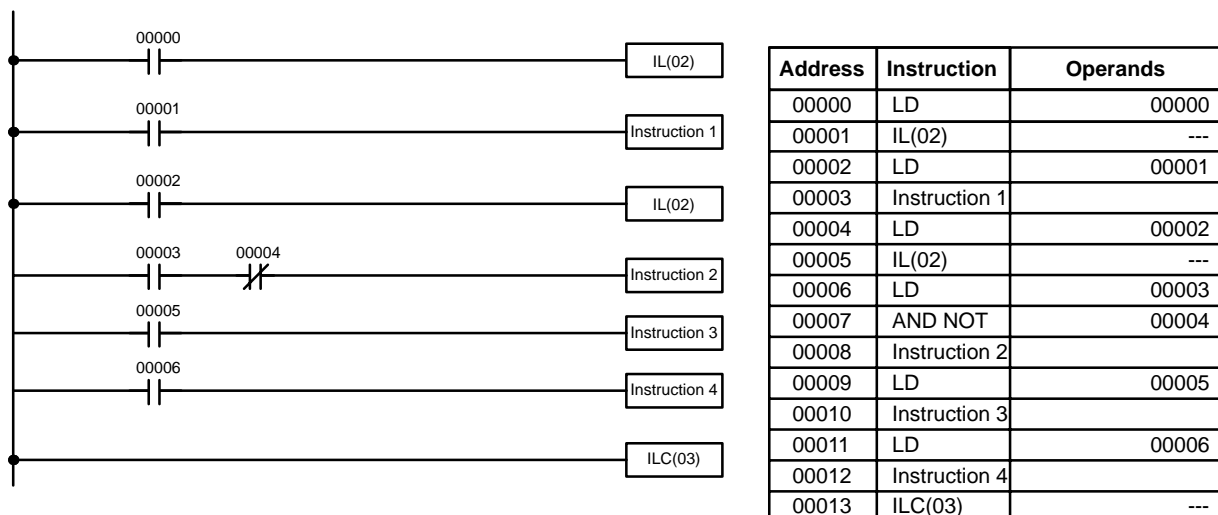 00000
IL(02)
00001
Instruction 1
00002
IL(02)
00003 00004
Instruction 2
00005
Instruction 3
00006
Instruction 4
ILC(03)
Address Instruction Operands
00000 LD 00000
00001 IL(02) ---
00002 LD 00001
00003 Instruction 1
00004 LD 00002
00005 IL(02) ---
00006 LD 00003
00007 AND NOT 00004
00008 Instruction 2
00009 LD 00005
00010 Instruction 3
00011 LD 00006
00012 Instruction 4
00013 ILC(03) ---